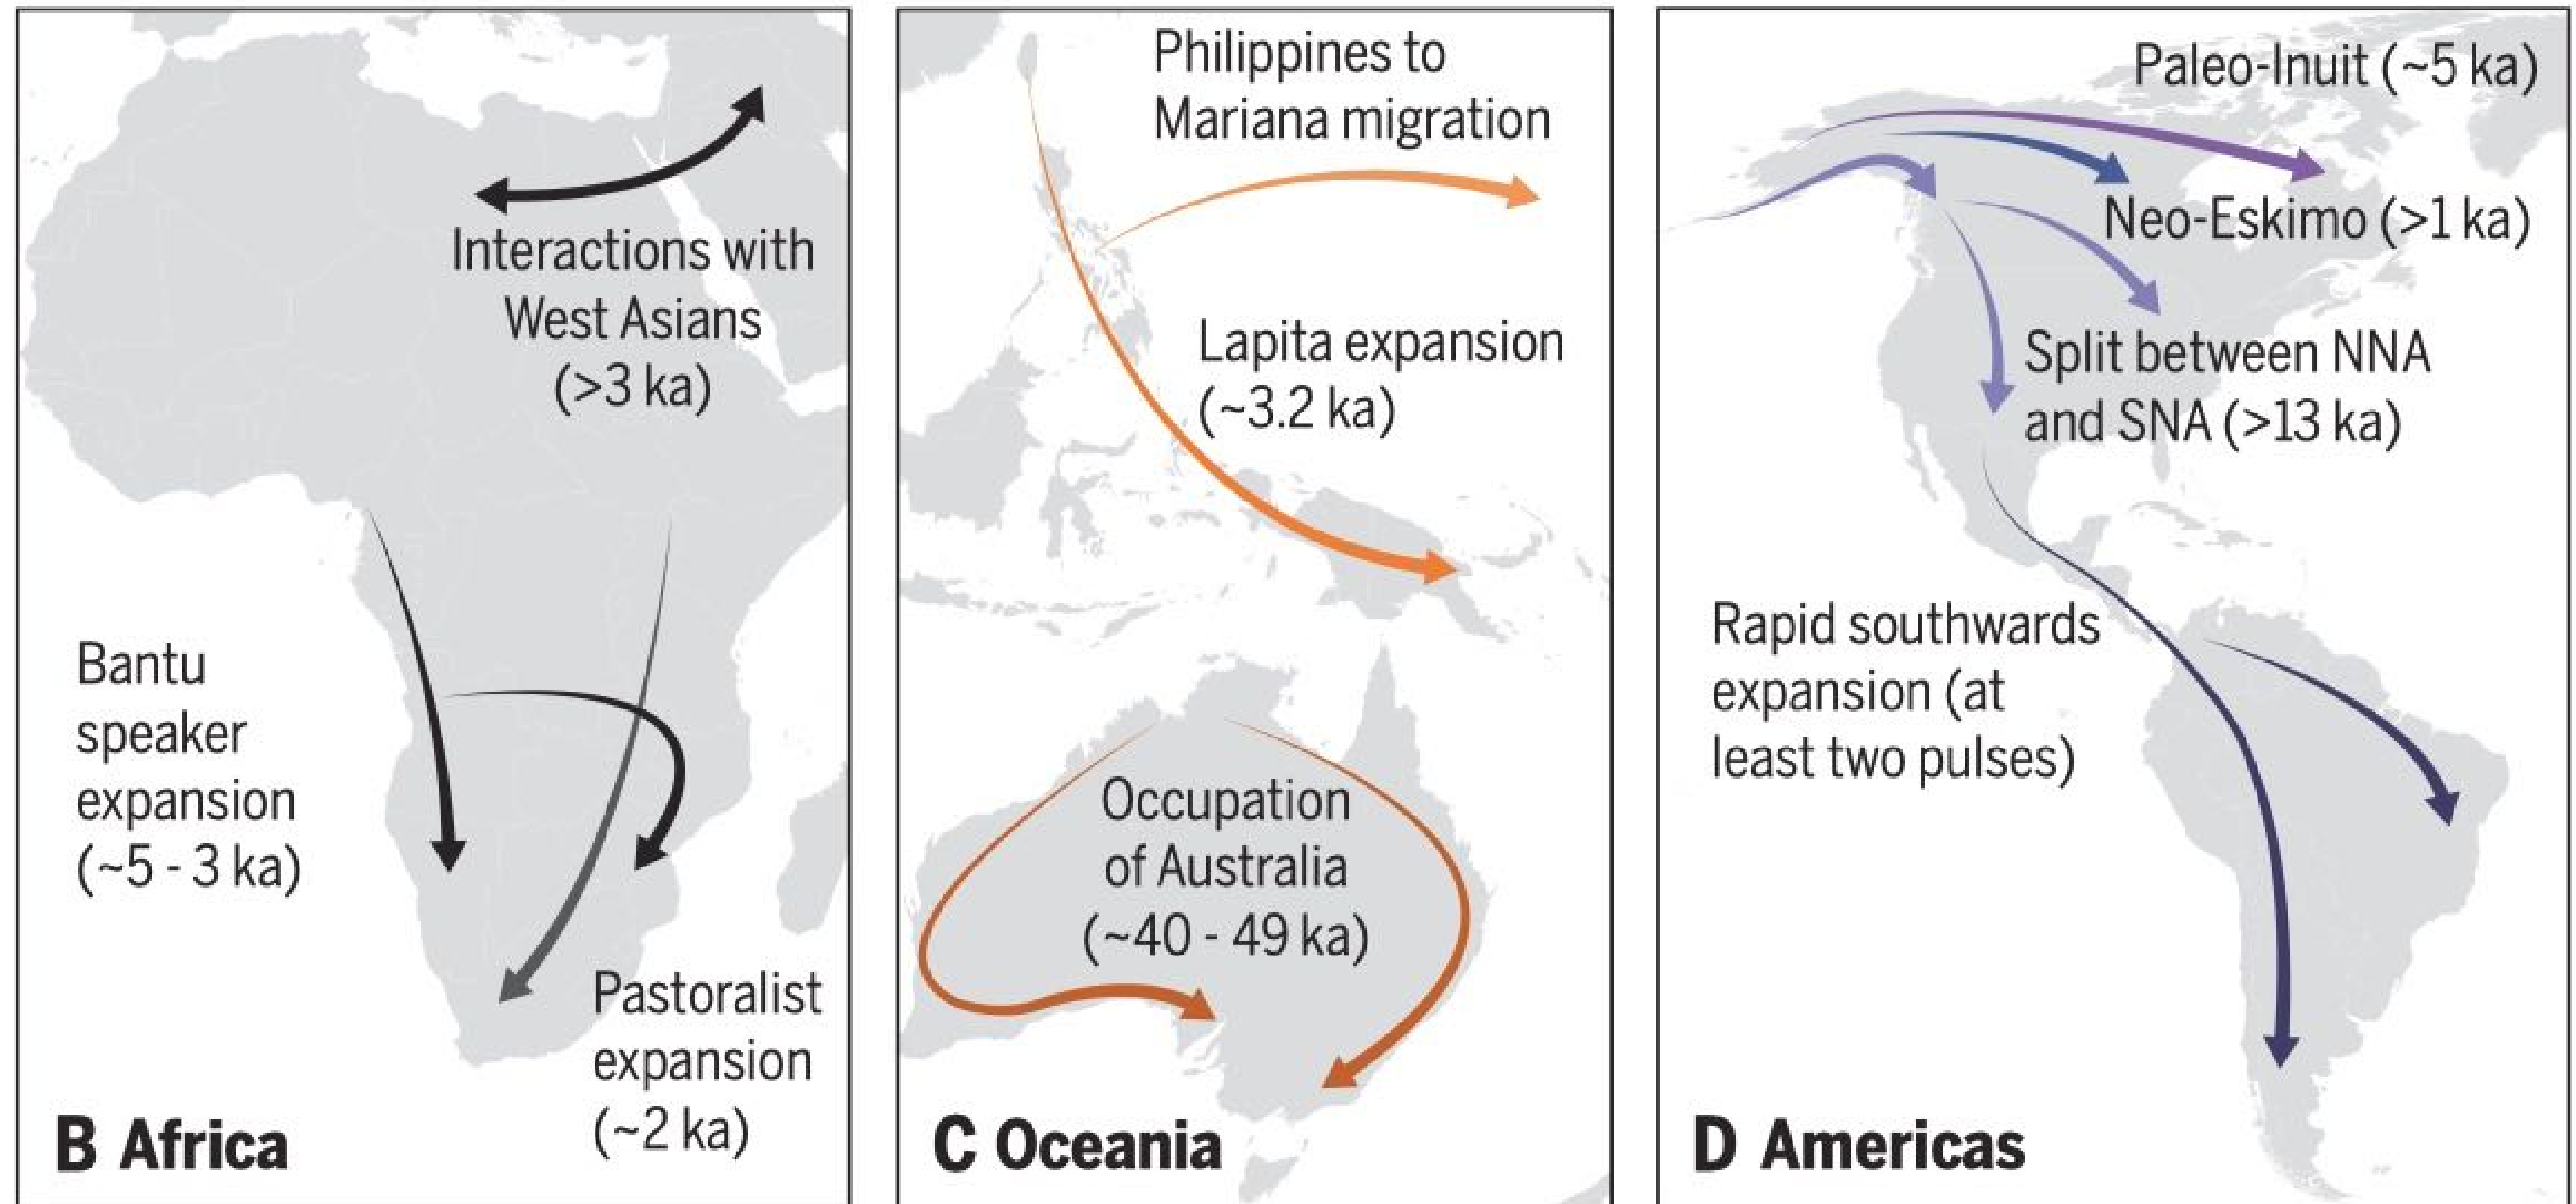 Interactions with
West Asians
(>3 ka)
Bantu
speaker
expansion
(~5 - 3 ka)
Pastoralist
expansion
(~2 ka)
B Africa
Philippines to
Mariana migration
Lapita expansion
(~3.2 ka)
Occupation
of Australia
(~40 - 49 ka)
C Oceania
Paleo-Inuit (~5 ka)
Neo-Eskimo (>1 ka)
Split between NNA
and SNA (>13 ka)
Rapid southwards
expansion (at
least two pulses)
D Americas